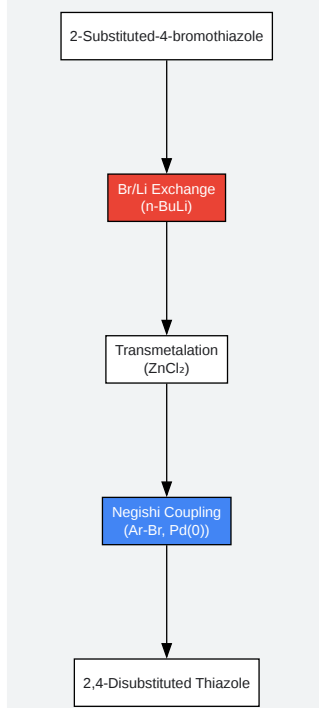 2-Substituted-4-bromothiazole
Br/Li Exchange
(n-BuLi)
Transmetalation
(ZnCl₂)
Negishi Coupling
(Ar-Br, Pd(0))
2,4-Disubstituted Thiazole